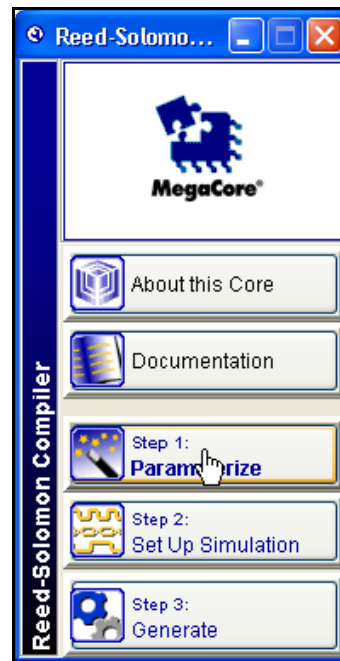 Reed-Solomo...
MegaCore®
About this Core
Documentation
Step 1:
Parameterize
Step 2:
Set Up Simulation
Step 3:
Generate
Reed-Solomon Compiler